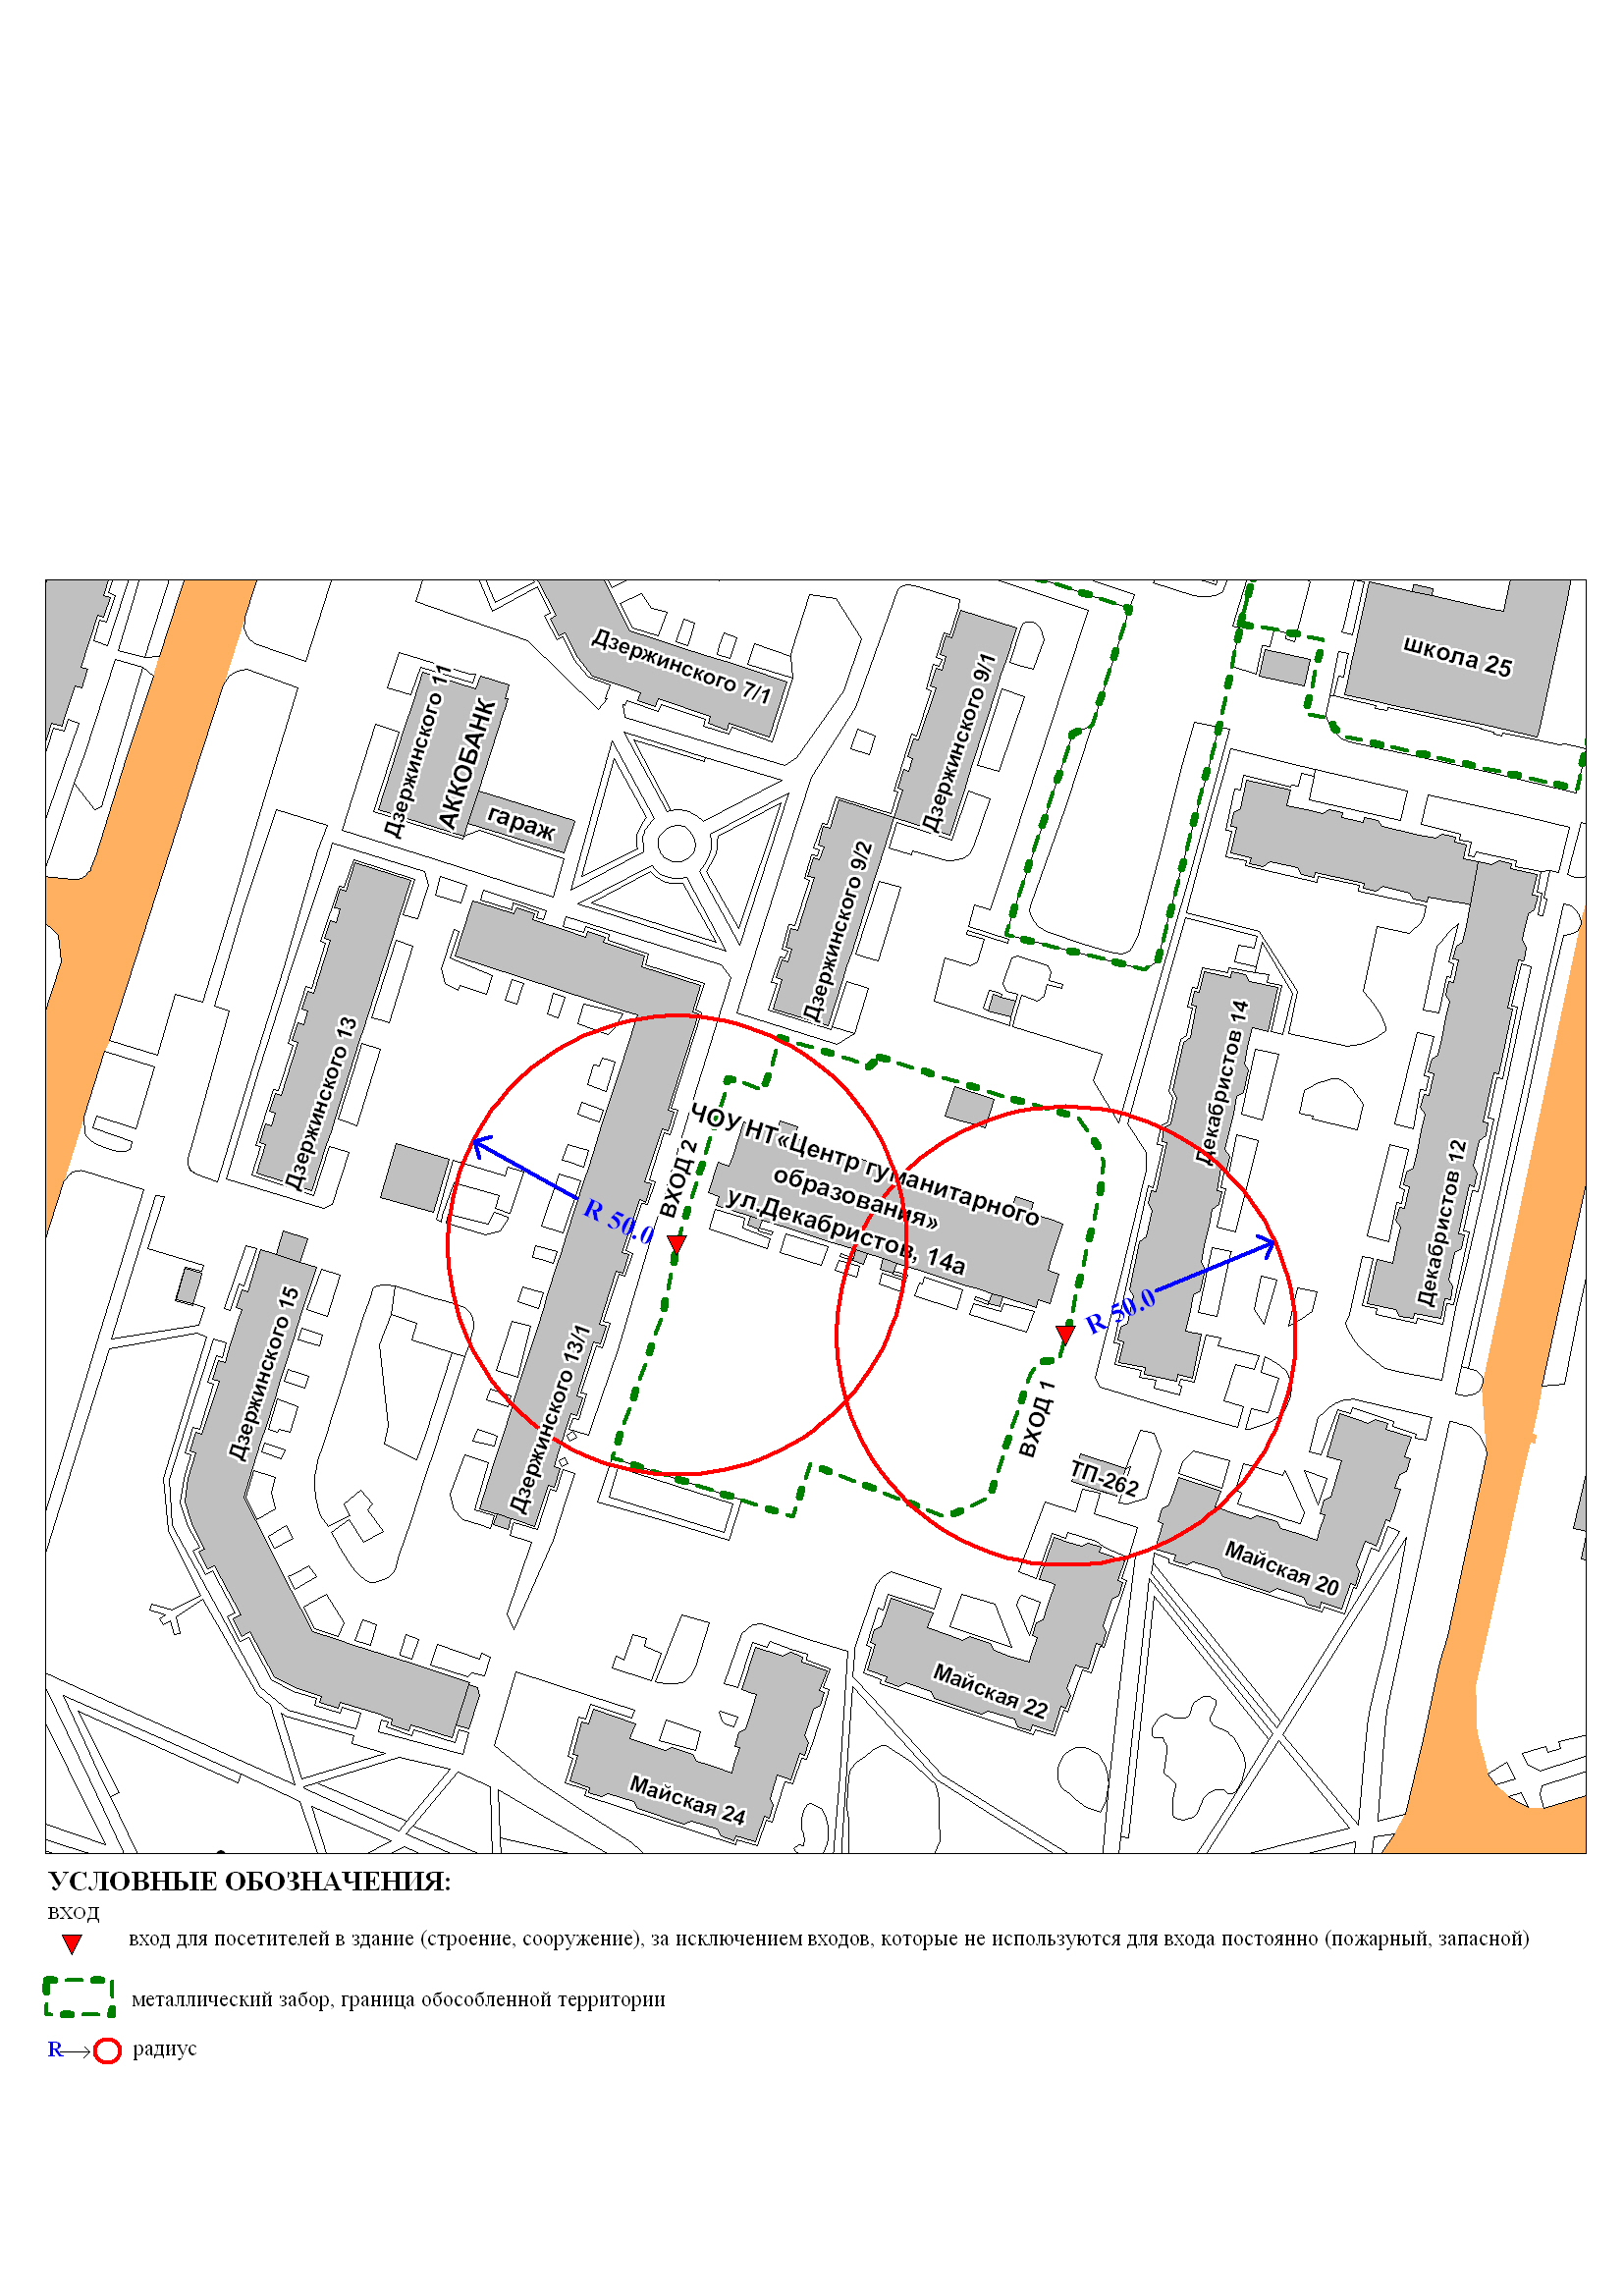 Дзержинского 7/1
Дзержинского 9/1
школа 25
Дзержинского 11
АККОБАНК
гараж
Дзержинского 9/2
Дзержинского 13
Декабристов 14
Декабристов 12
ЧОУ НТ«Центр гуманитарного
образования»
ул.Декабристов, 14а
ВХОД 2
R 50.0
R 50.0
ВХОД 1
Дзержинского 15
Дзержинского 13/1
ТП-262
Майская 20
Майская 22
Майская 24
УСЛОВНЫЕ ОБОЗНАЧЕНИЯ:
ВХОД
вход для посетителей в здание (строение, сооружение), за исключением входов, которые не используются для входа постоянно (пожарный, запасной)
металлический забор, граница обособленной территории
R
радиус